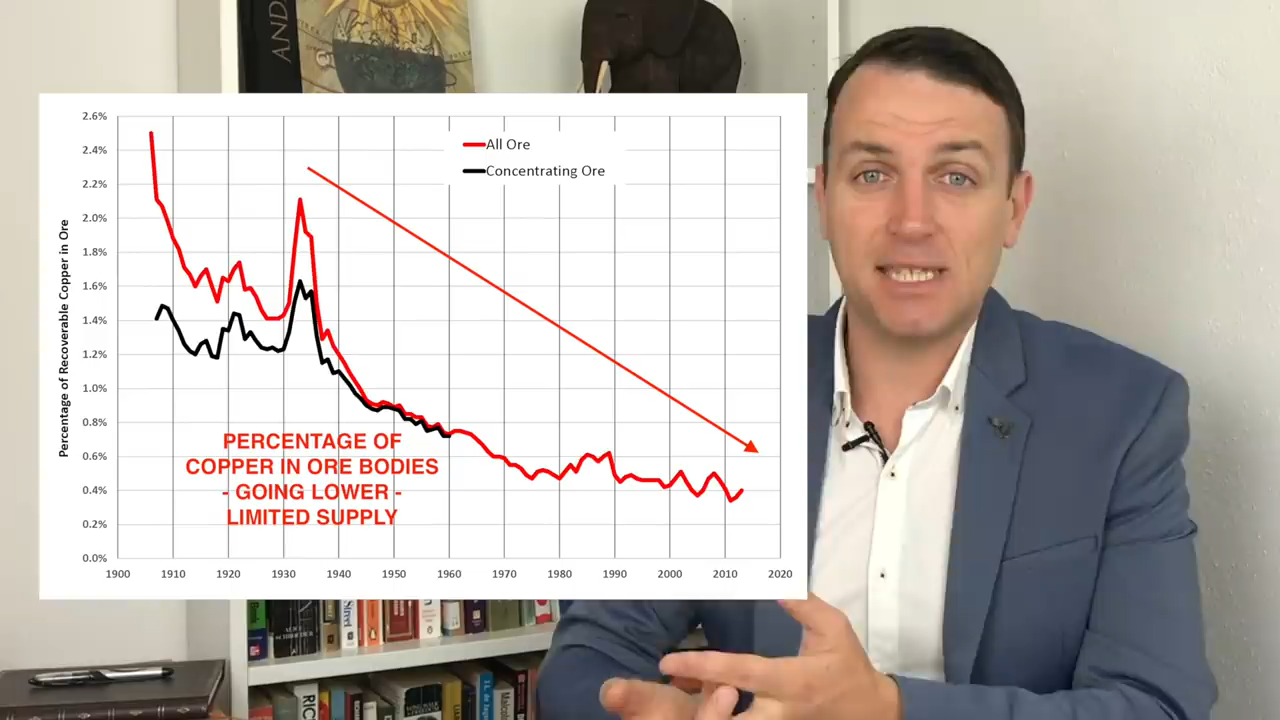 AND
2.6%
2.4%
2.2%
2.0%
1.8%
1.6%
1.4%
1.2%
1.0%
0.8%
0.6%
0.4%
0.2%
0.0%
Percentage of Recoverable Copper in Ore
All Ore
Concentrating Ore
PERCENTAGE OF
COPPER IN ORE BODIES
- GOING LOWER -
LIMITED SUPPLY
1900 1910 1920 1930 1940 1950 1960 1970 1980 1990 2000 2010 2020